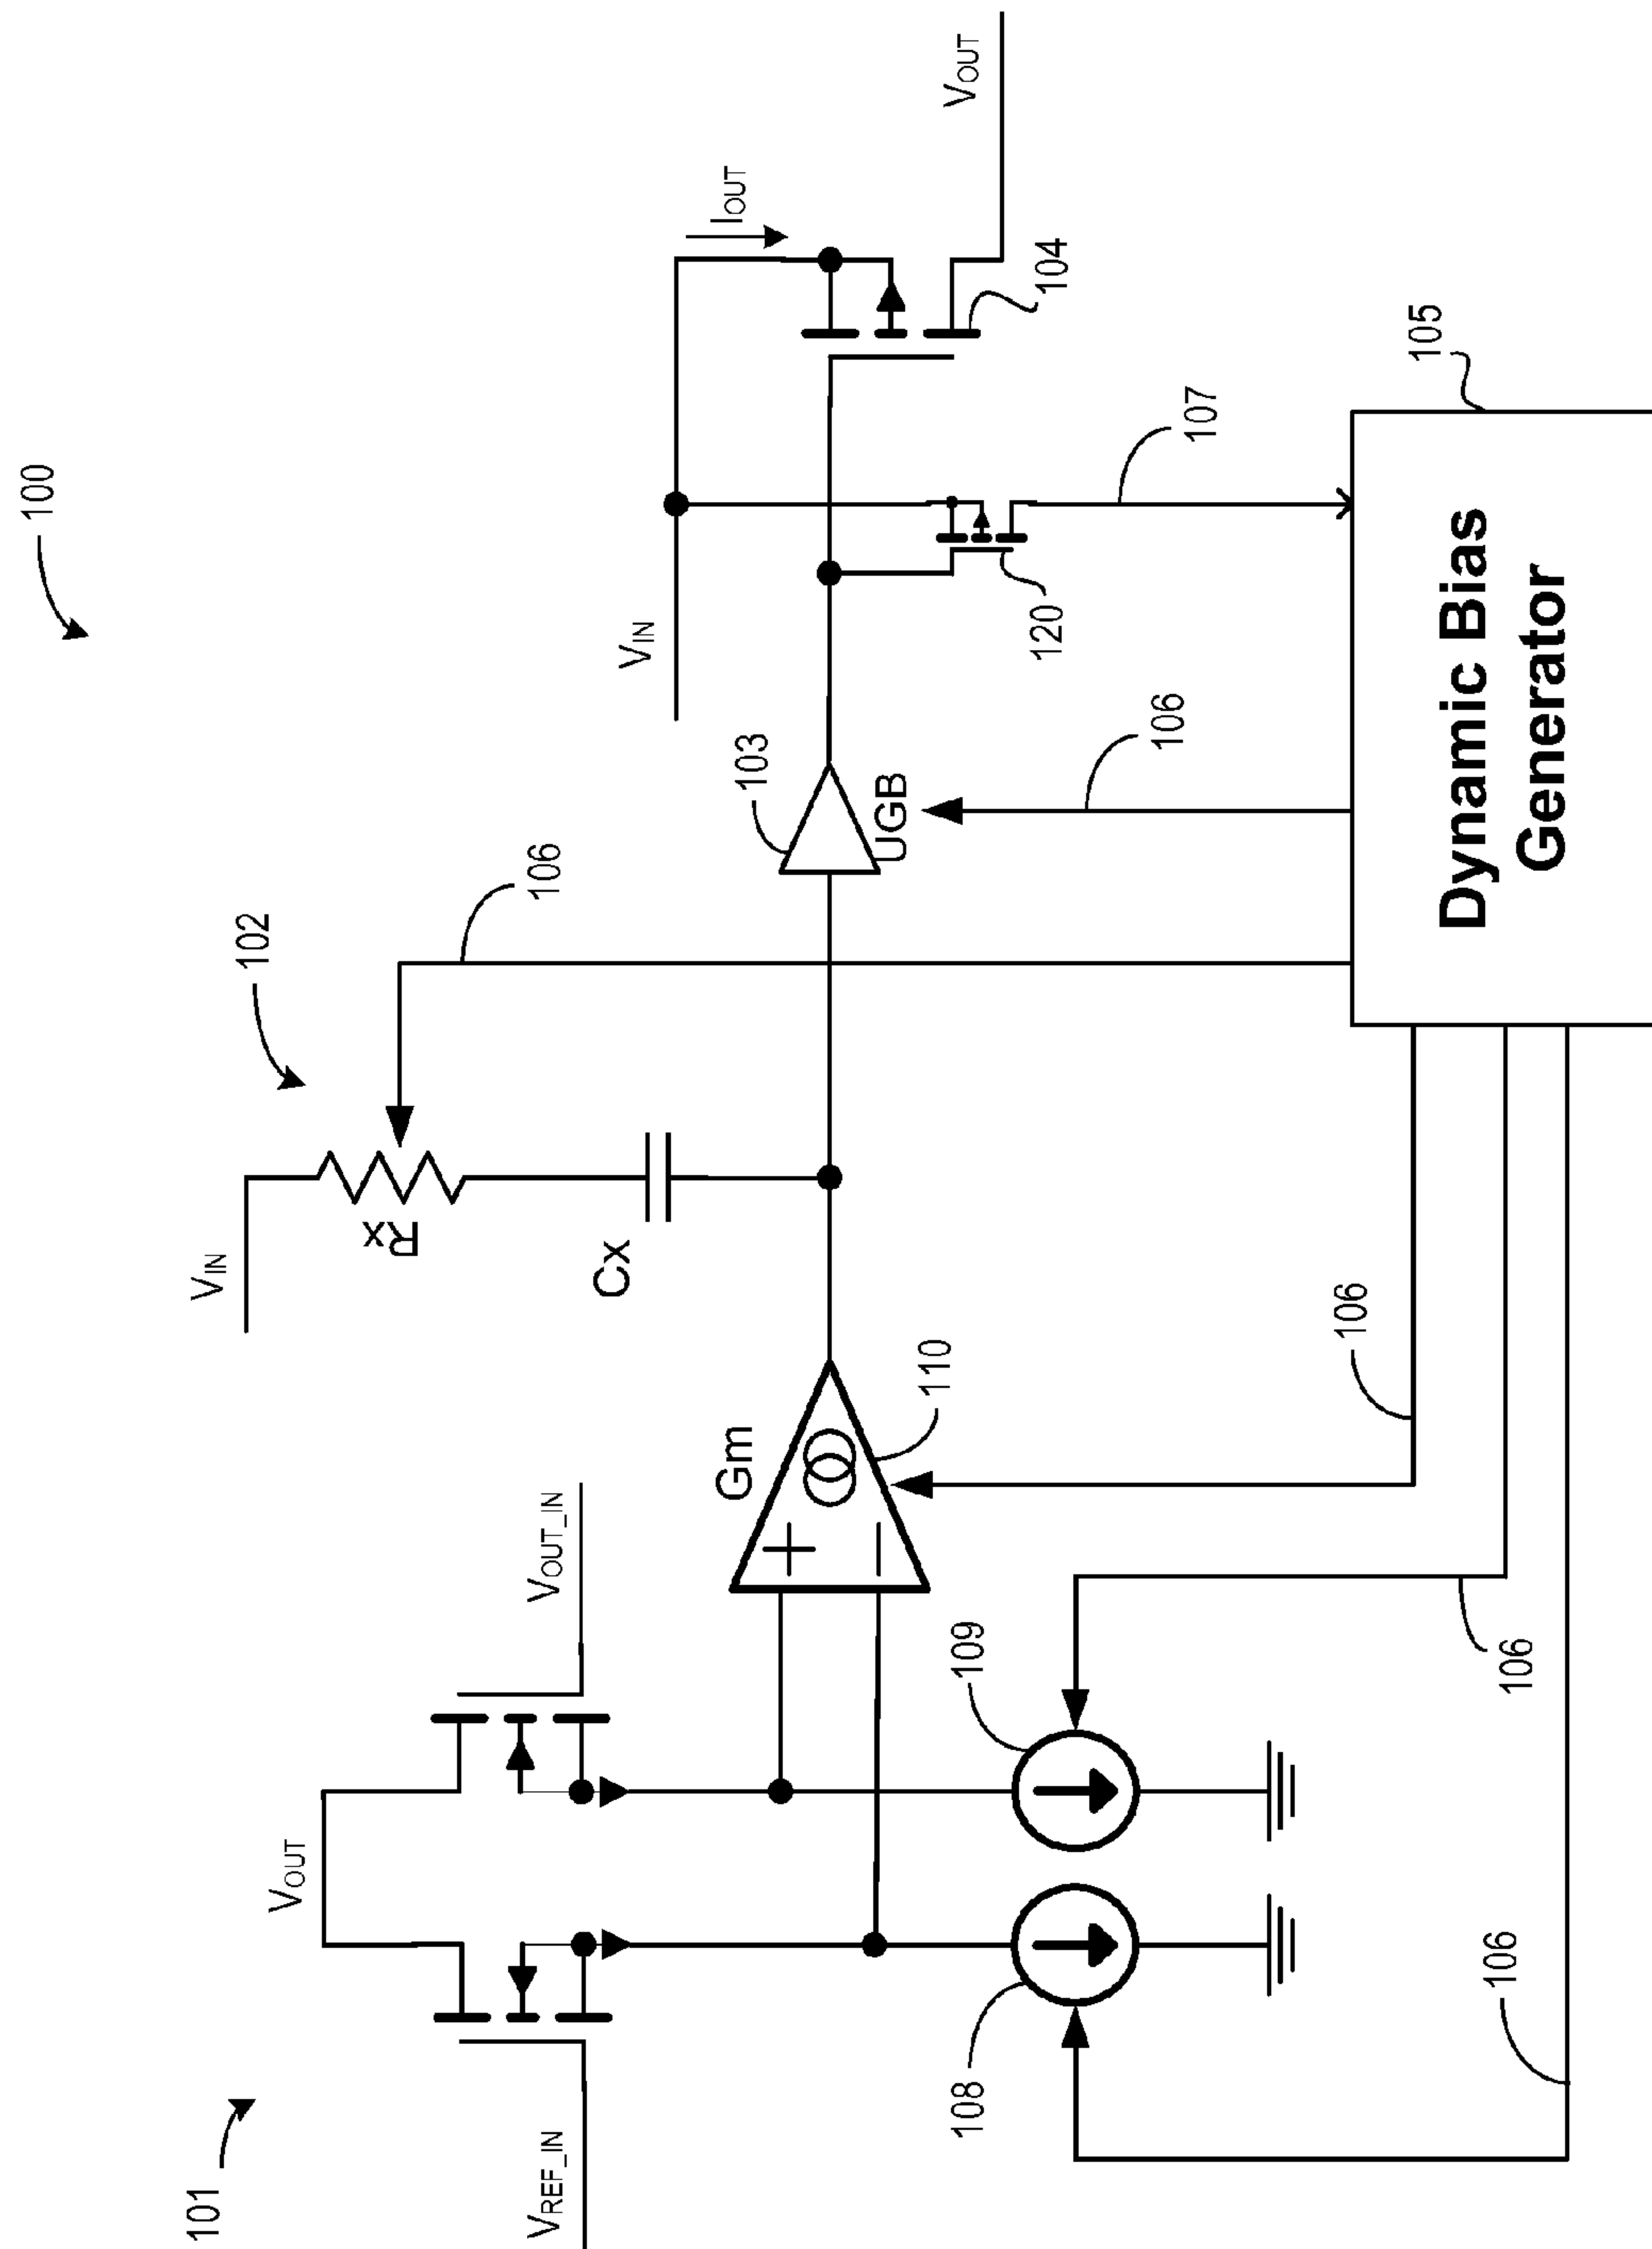 100
101
V_REF_IN
V_OUT
V_OUT_IN
V_IN
Rx
Cx
102
106
Gm
+
−
110
103
UGB
V_IN
I_OUT
V_OUT
104
120
107
106
105
Dynamic Bias
Generator
108
109
106
106
106